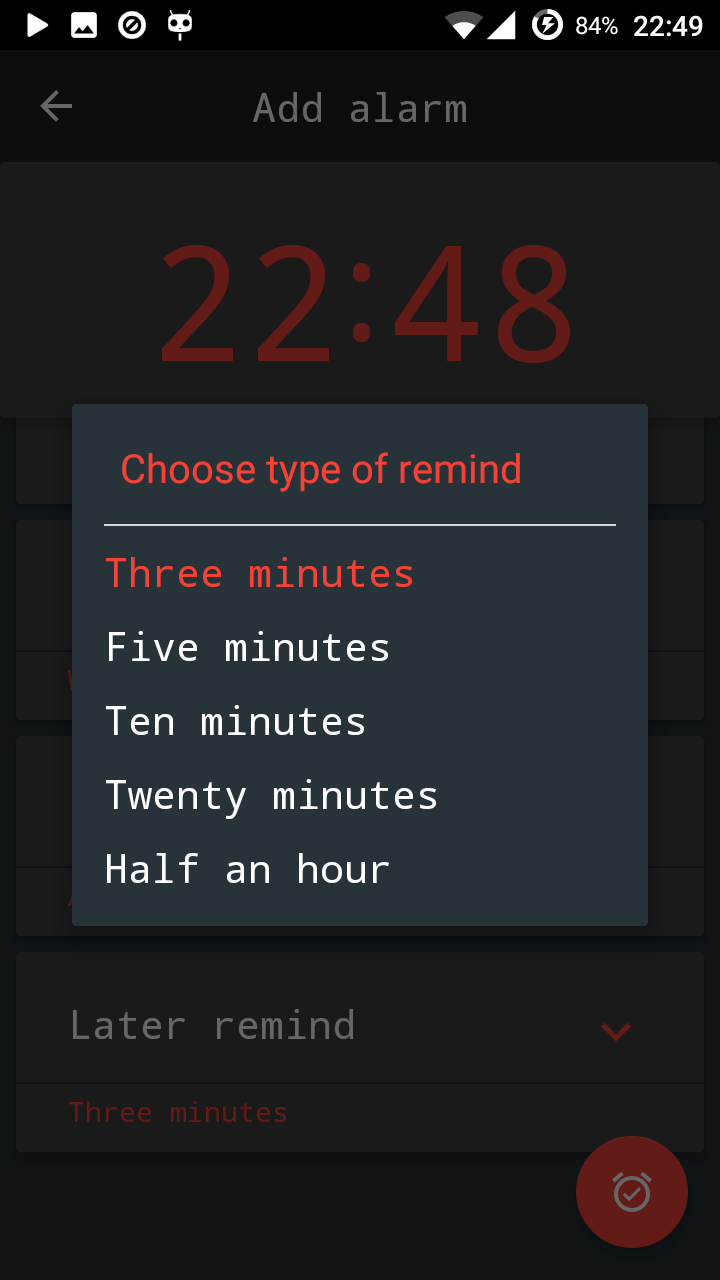 84% 22:49
Add alarm
22:48
Choose type of remind
Three minutes
Five minutes
Ten minutes
Twenty minutes
Half an hour
Later remind
Three minutes